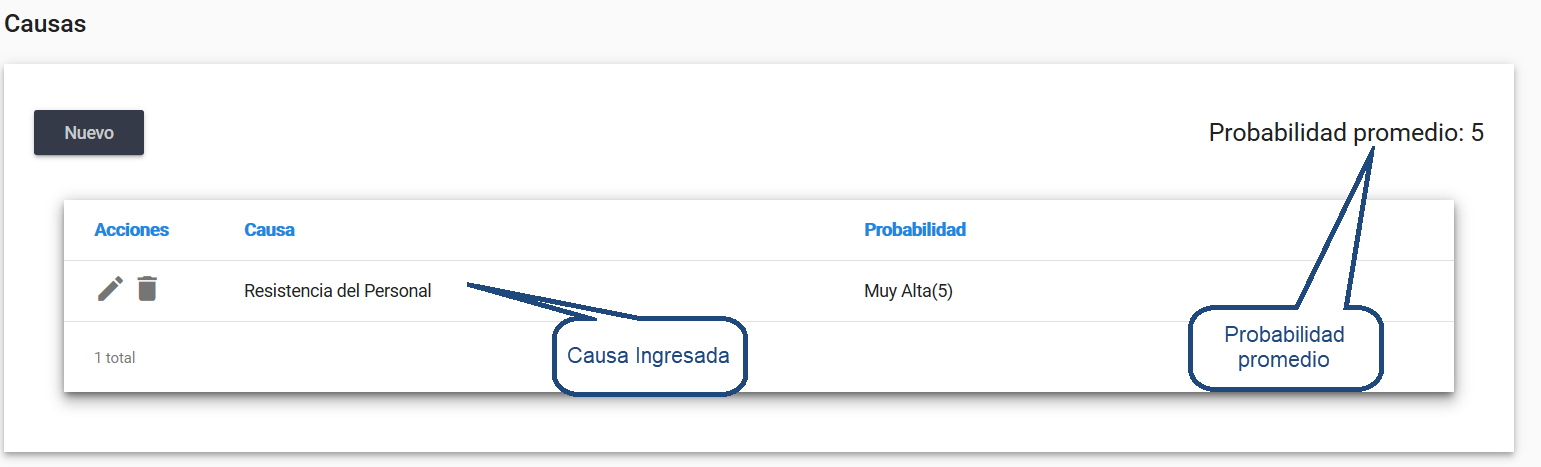 Causas
Nuevo
Probabilidad promedio: 5
Acciones Causa Probabilidad
Resistencia del Personal Muy Alta(5)
1 total
Causa Ingresada
Probabilidad
promedio